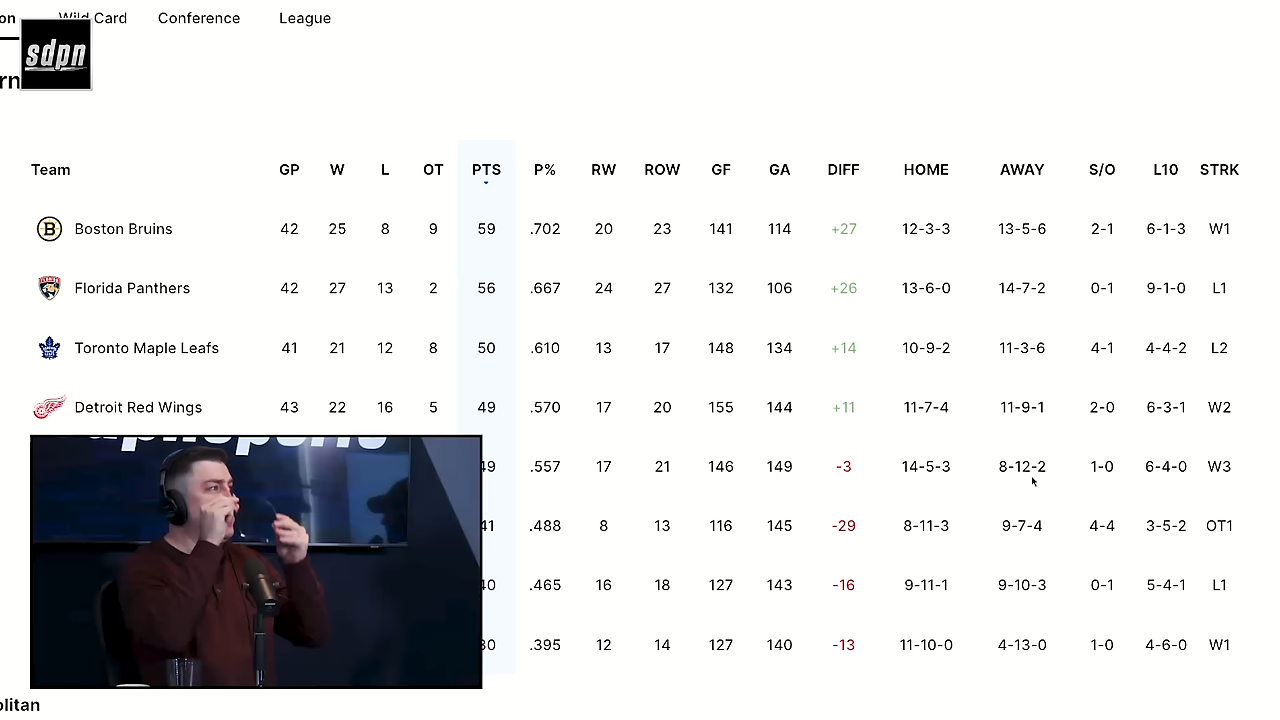 on Wild Card Conference League
sdpn
rn
Team GP W L OT PTS P% RW ROW GF GA DIFF HOME AWAY S/O L10 STRK
Boston Bruins 42 25 8 9 59 .702 20 23 141 114 +27 12-3-3 13-5-6 2-1 6-1-3 W1
Florida Panthers 42 27 13 2 56 .667 24 27 132 106 +26 13-6-0 14-7-2 0-1 9-1-0 L1
Toronto Maple Leafs 41 21 12 8 50 .610 13 17 148 134 +14 10-9-2 11-3-6 4-1 4-4-2 L2
Detroit Red Wings 43 22 16 5 49 .570 17 20 155 144 +11 11-7-4 11-9-1 2-0 6-3-1 W2
49 .557 17 21 146 149 -3 14-5-3 8-12-2 1-0 6-4-0 W3
41 .488 8 13 116 145 -29 8-11-3 9-7-4 4-4 3-5-2 OT1
40 .465 16 18 127 143 -16 9-11-1 9-10-3 0-1 5-4-1 L1
30 .395 12 14 127 140 -13 11-10-0 4-13-0 1-0 4-6-0 W1
olitan